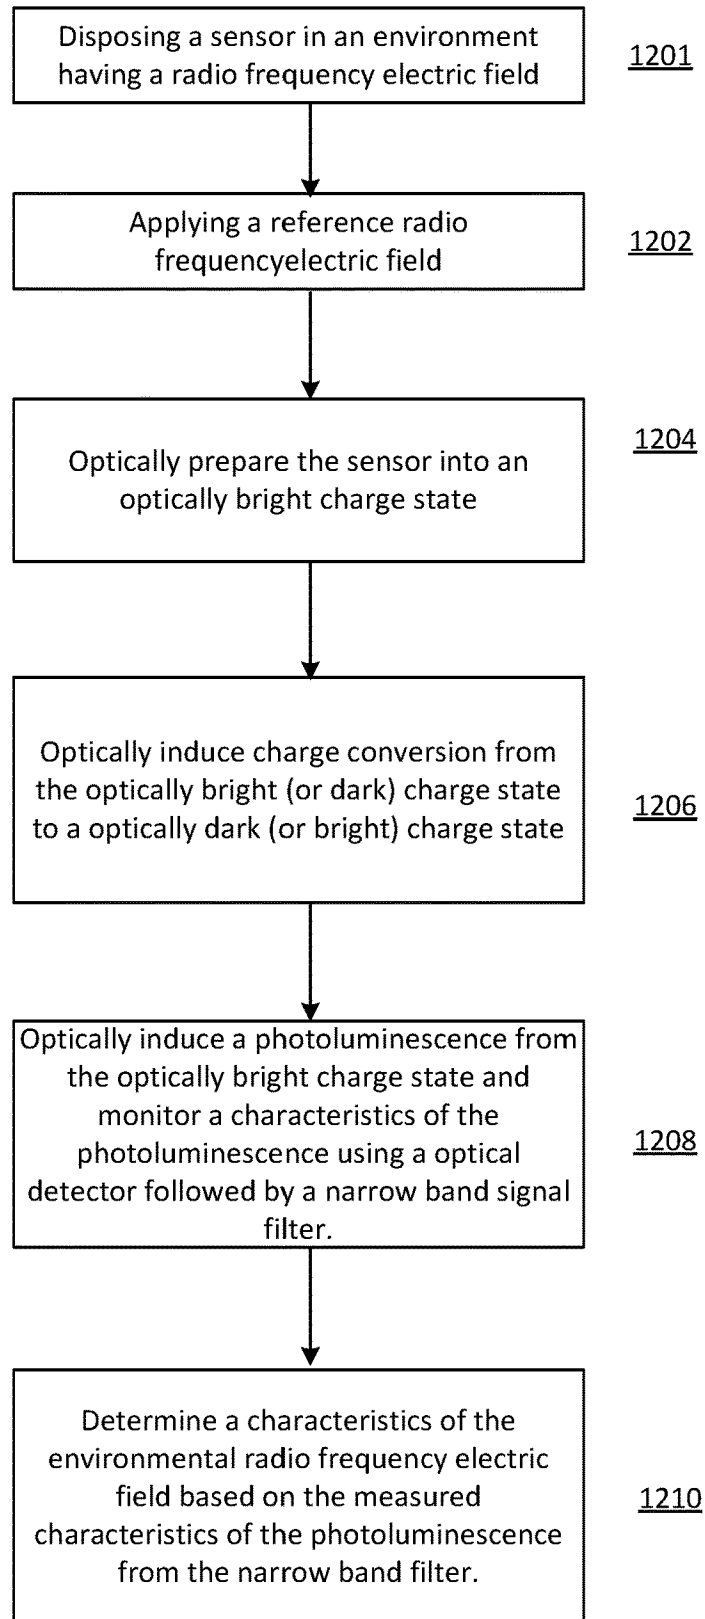 Disposing a sensor in an environment
having a radio frequency electric field
1201
Applying a reference radio
frequencyelectric field
1202
Optically prepare the sensor into an
optically bright charge state
1204
Optically induce charge conversion from
the optically bright (or dark) charge state
to a optically dark (or bright) charge state
1206
Optically induce a photoluminescence from
the optically bright charge state and
monitor a characteristics of the
photoluminescence using a optical
detector followed by a narrow band signal
filter.
1208
Determine a characteristics of the
environmental radio frequency electric
field based on the measured
characteristics of the photoluminescence
from the narrow band filter.
1210